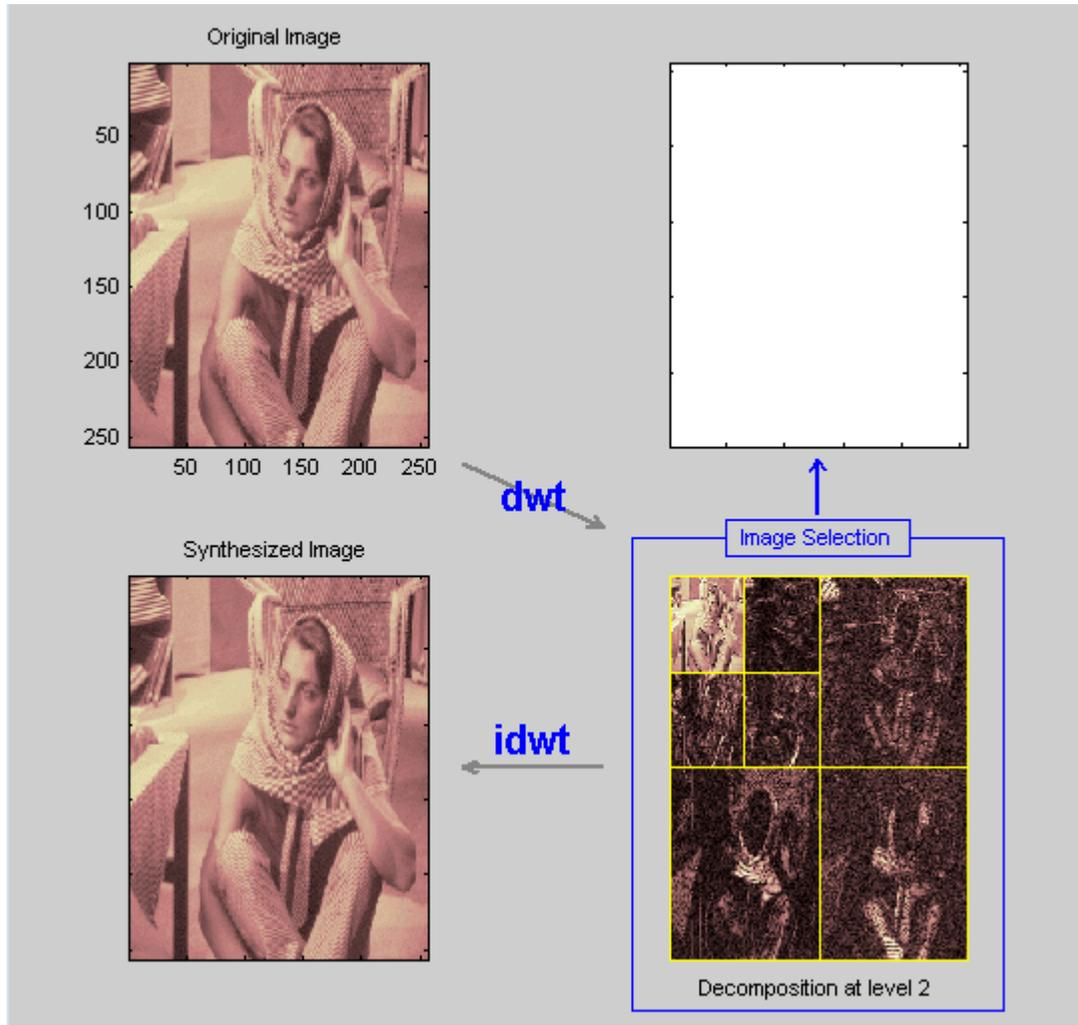 Original Image
50
100
150
200
250
50 100 150 200 250
dwt
Image Selection
Synthesized Image
idwt
Decomposition at level 2